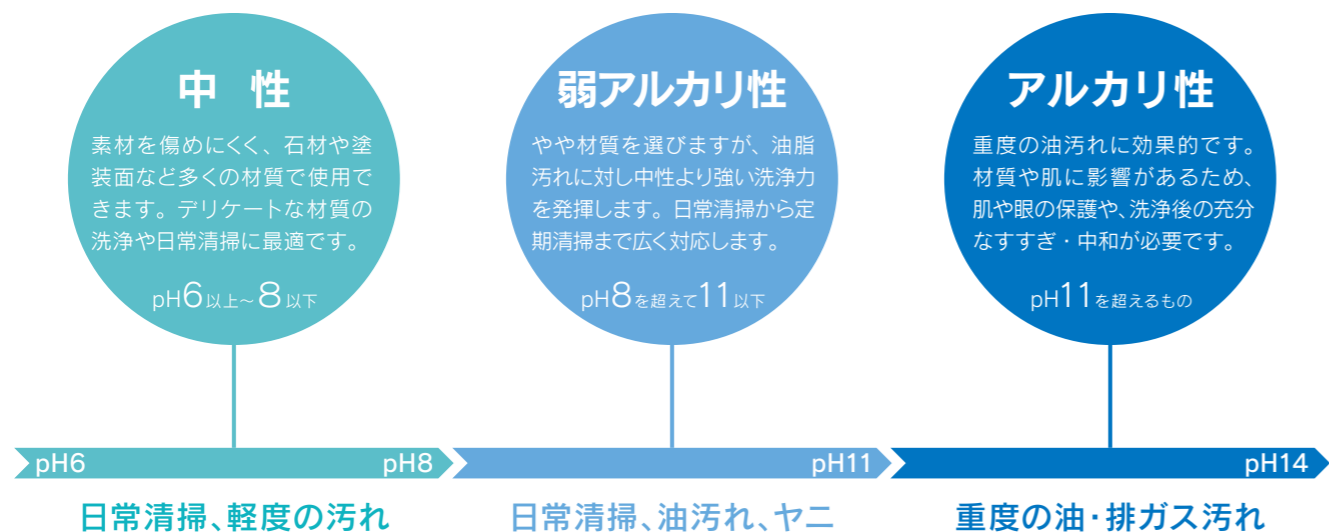 中 性
素材を傷めにくく、石材や塗
装面など多くの材質で使用で
きます。デリケートな材質の
洗浄や日常清掃に最適です。
pH6以上～8以下
弱アルカリ性
やや材質を選びますが、油脂
汚れに対し中性より強い洗浄力
を発揮します。日常清掃から定
期清掃まで広く対応します。
pH8を超えて11以下
アルカリ性
重度の油汚れに効果的です。
材質や肌に影響があるため、
肌や眼の保護や、洗浄後の充分
なすすぎ・中和が必要です。
pH11を超えるもの
pH6 pH8 pH11 pH14
日常清掃、軽度の汚れ
日常清掃、油汚れ、ヤニ
重度の油・排ガス汚れ